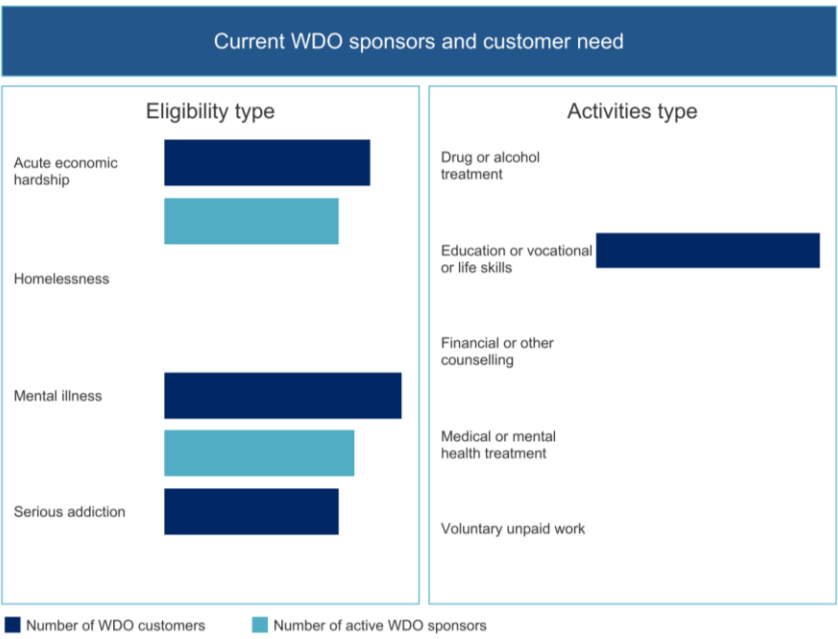 Current WDO sponsors and customer need
Eligibility type
Acute economic
hardship
Homelessness
Mental illness
Serious addiction
Activities type
Drug or alcohol
treatment
Education or vocational
or life skills
Financial or other
counselling
Medical or mental
health treatment
Voluntary unpaid work
Number of WDO customers
Number of active WDO sponsors